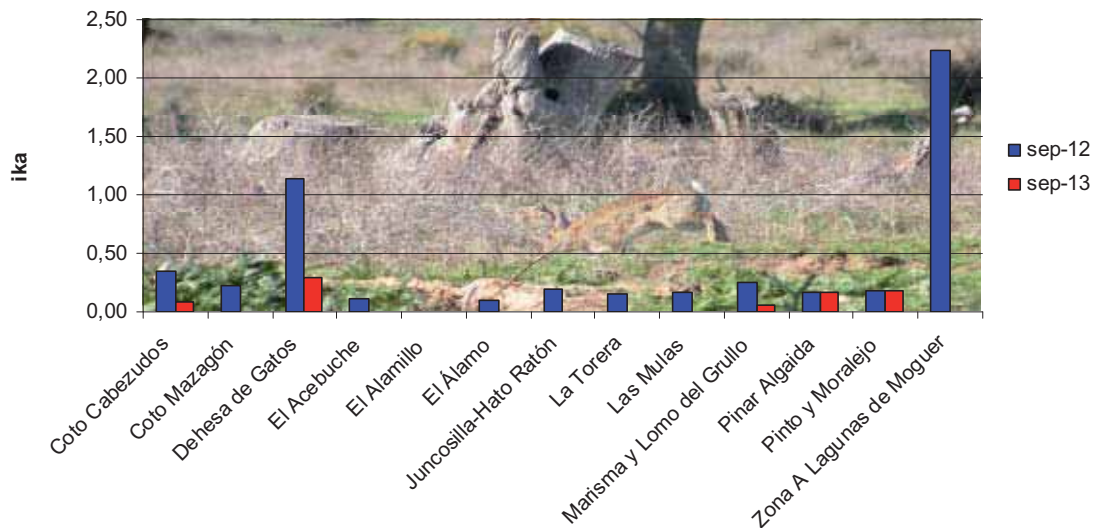 2,50
2,00
1,50
1,00
0,50
0,00
ika
sep-12
sep-13
Coto Cabezudos
Coto Mazagón
Dehesa de Gatos
El Acebuche
El Alamillo
El Álamo
Juncosilla-Hato Ratón
La Torera
Las Mulas
Marisma y Lomo del Grullo
Pinar Algaida
Pinto y Moralejo
Zona A Lagunas de Moguer